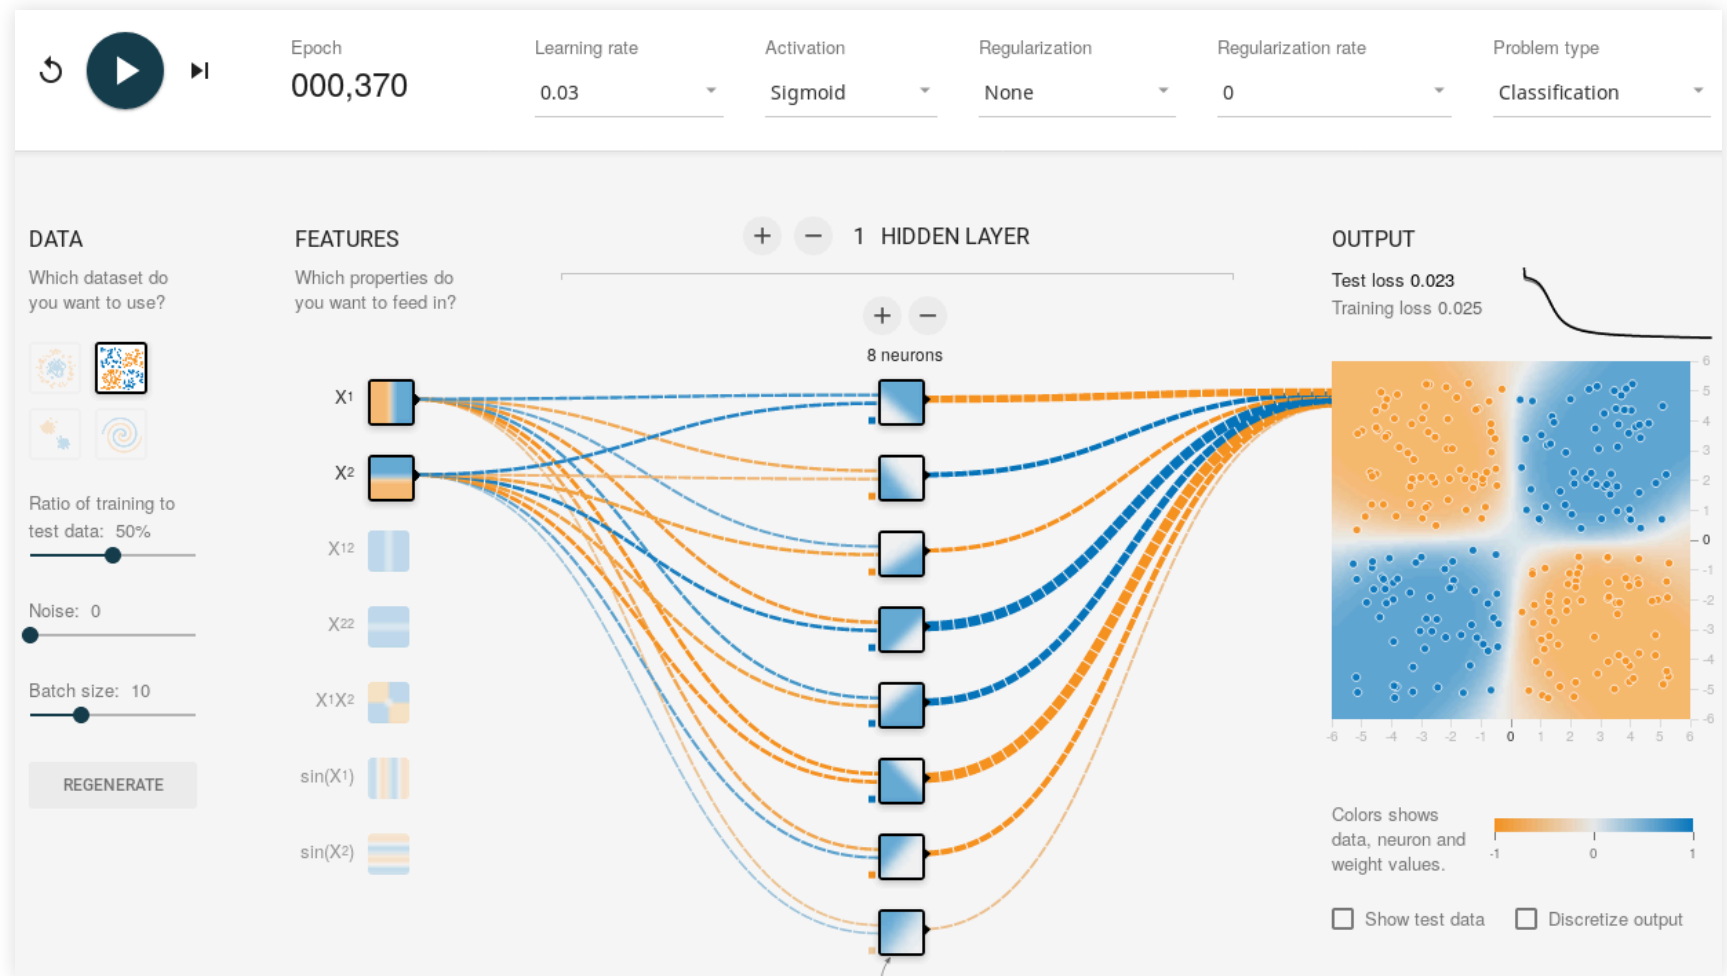 Epoch
000,370
Learning rate
0.03
Activation
Sigmoid
Regularization
None
Regularization rate
0
Problem type
Classification
DATA
Which dataset do
you want to use?
Ratio of training to
test data: 50%
Noise: 0
Batch size: 10
REGENERATE
FEATURES
Which properties do
you want to feed in?
X1
X2
X12
X22
X1X2
sin(X1)
sin(X2)
1 HIDDEN LAYER
8 neurons
OUTPUT
Test loss 0.023
Training loss 0.025
6
5
4
3
2
1
0
-1
-2
-3
-4
-5
-6
-6 -5 -4 -3 -2 -1 0 1 2 3 4 5 6
Colors shows
data, neuron and
weight values.
-1 0 1
Show test data
Discretize output